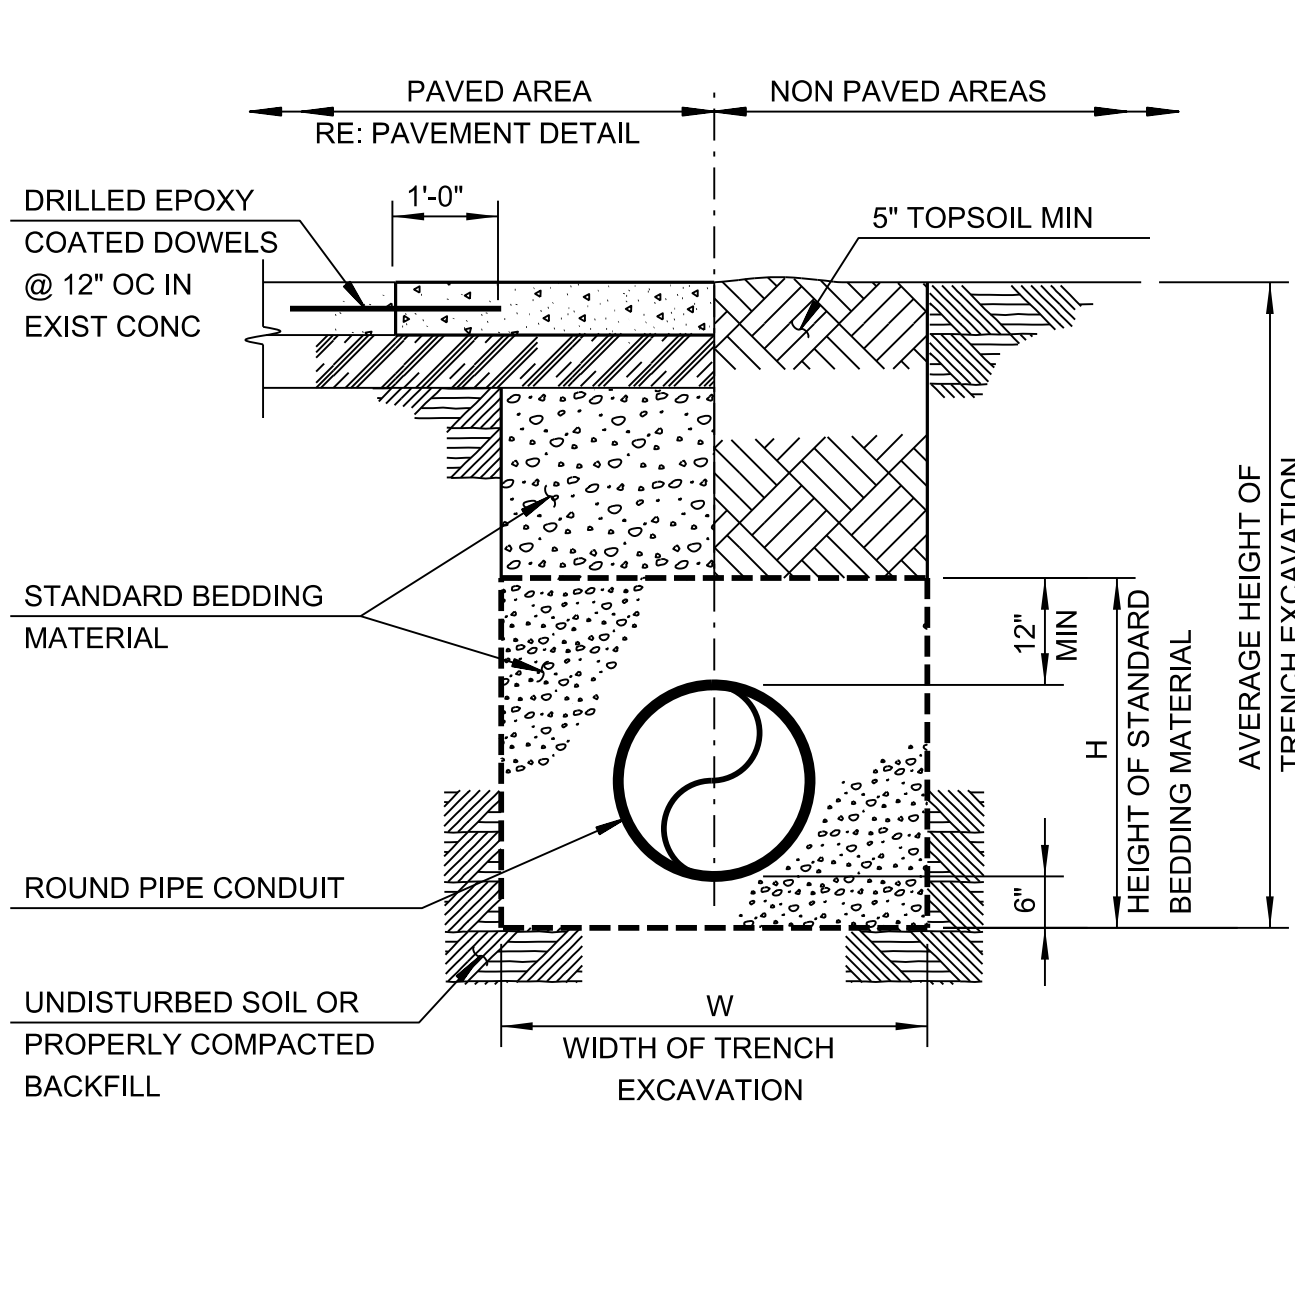 PAVED AREA
RE: PAVEMENT DETAIL
NON PAVED AREAS
DRILLED EPOXY
COATED DOWELS
@ 12" OC IN
EXIST CONC
1'-0"
5" TOPSOIL MIN
STANDARD BEDDING
MATERIAL
12"
MIN
H
HEIGHT OF STANDARD
BEDDING MATERIAL
AVERAGE HEIGHT OF
TRENCH EXCAVATION
6"
ROUND PIPE CONDUIT
UNDISTURBED SOIL OR
PROPERLY COMPACTED
BACKFILL
W
WIDTH OF TRENCH
EXCAVATION